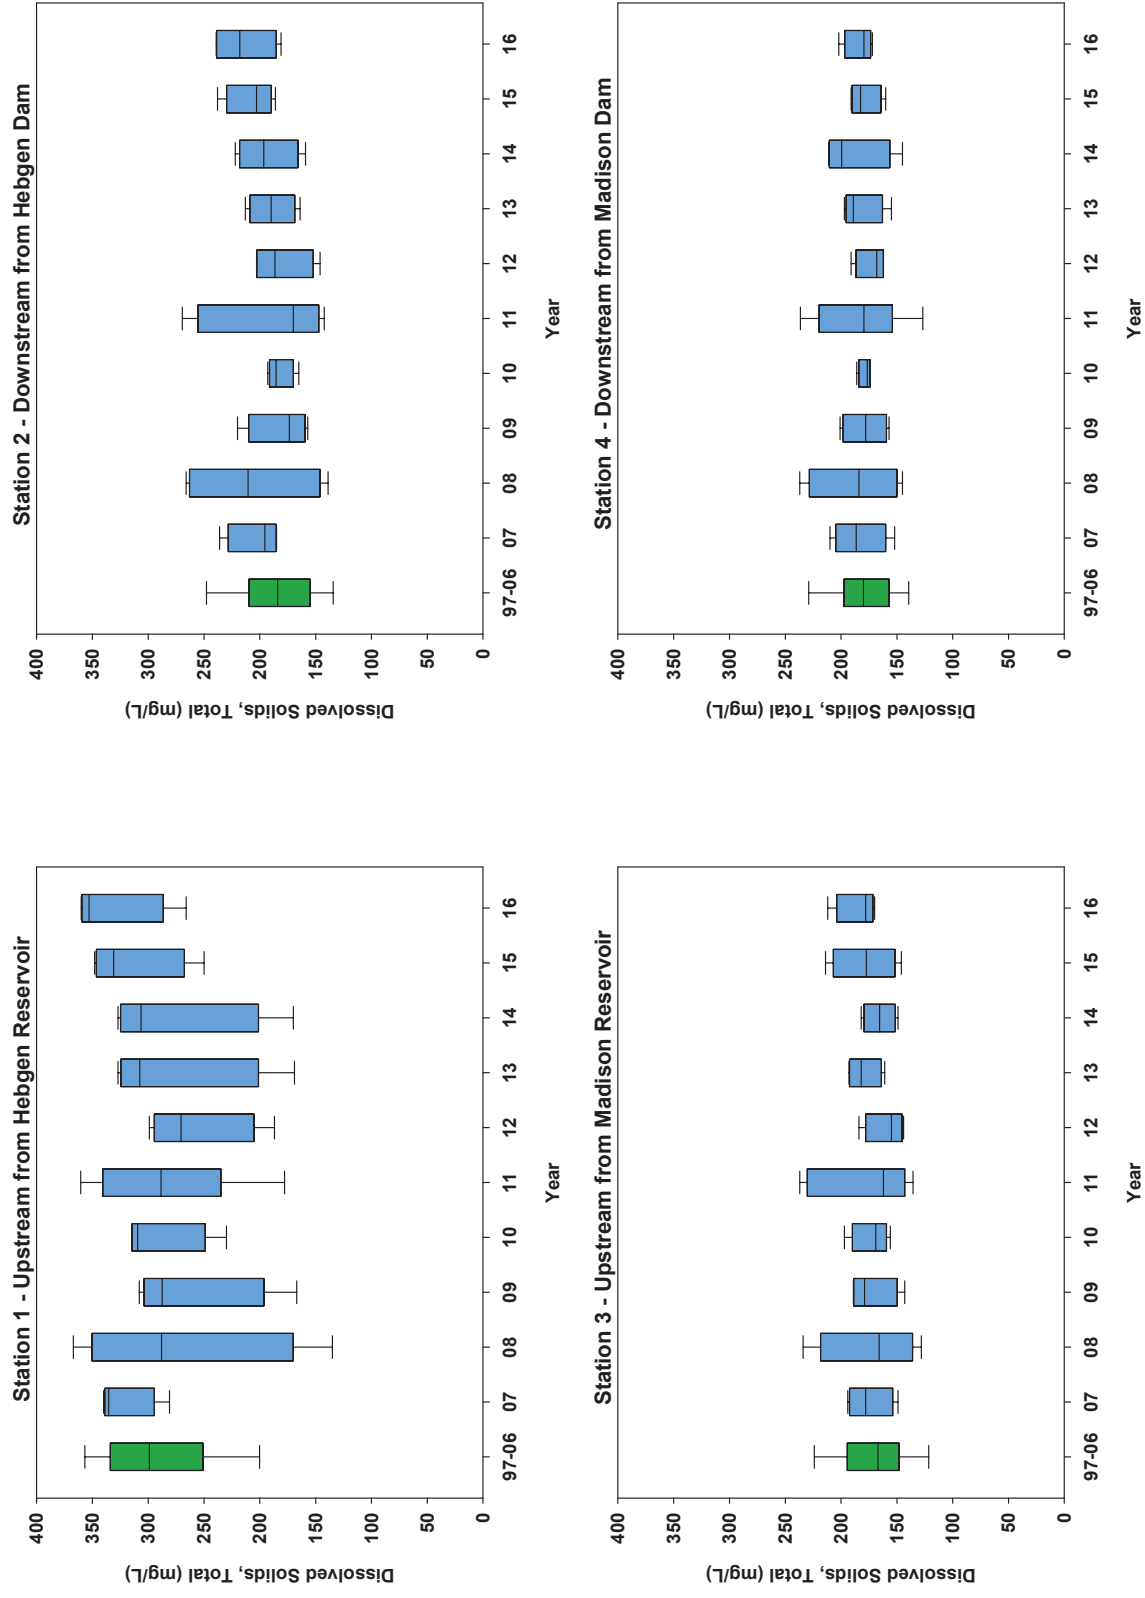 Station 1 - Upstream from Hebgen Reservoir
Dissolved Solids, Total (mg/L)
400
350
300
250
200
150
100
50
0
97-06 07 08 09 10 11 12 13 14 15 16
Year
Station 2 - Downstream from Hebgen Dam
Dissolved Solids, Total (mg/L)
400
350
300
250
200
150
100
50
0
97-06 07 08 09 10 11 12 13 14 15 16
Year
Station 3 - Upstream from Madison Reservoir
Dissolved Solids, Total (mg/L)
400
350
300
250
200
150
100
50
0
97-06 07 08 09 10 11 12 13 14 15 16
Year
Station 4 - Downstream from Madison Dam
Dissolved Solids, Total (mg/L)
400
350
300
250
200
150
100
50
0
97-06 07 08 09 10 11 12 13 14 15 16
Year